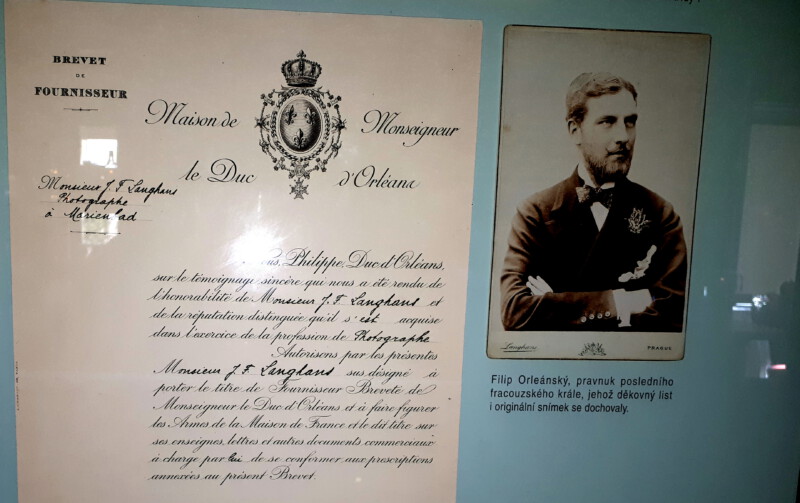 BREVET
DE
FOURNISSEUR
Maison de Monseigneur
le Duc d'Orléans
Monsieur J. F. Langhans
Photographe
à Marienbad
Philippe, Duc d'Orléans,
sur le témoignage sincère qui nous a été rendu de
l'honorabilité de Monsieur J. F. Langhans et
de la réputation distinguée qu'il s'est acquise
dans l'exercice de la profession de Photographe
Autorisons par les présentes
Monsieur J. F. Langhans sus désigné à
porter le titre de Fournisseur Breveté de
Monseigneur le Duc d'Orléans et à faire figurer
les Armes de la Maison de France et le dit titre sur
ses enseignes, lettres et autres documents commerciaux
à charge par lui de se conformer aux prescriptions
annexées au présent Brevet.
Langhans PRAGUE
Filip Orleánský, pravnuk posledního
fracouzského krále, jehož děkovný list
i originální snímek se dochovaly.